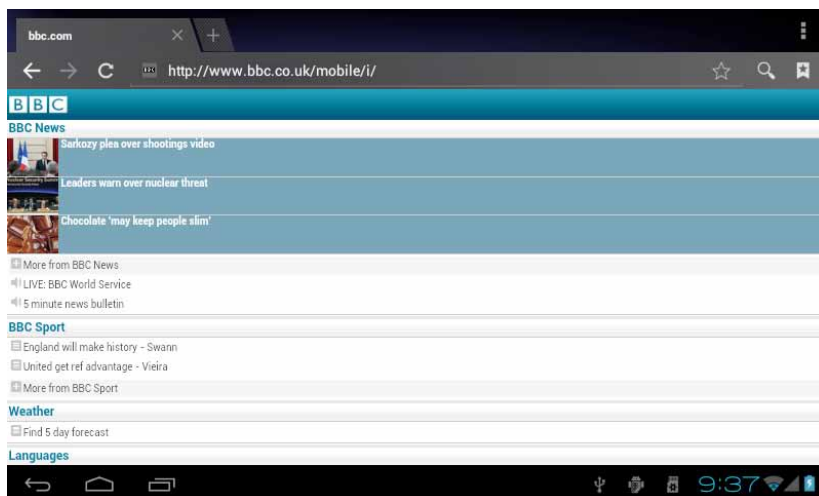 bbc.com
http://www.bbc.co.uk/mobile/i/
BBC
BBC News
Sarkozy plea over shootings video
Leaders warn over nuclear threat
Chocolate 'may keep people slim'
More from BBC News
LIVE: BBC World Service
5 minute news bulletin
BBC Sport
England will make history - Swann
United get ref advantage - Vieira
More from BBC Sport
Weather
Find 5 day forecast
Languages
9:37